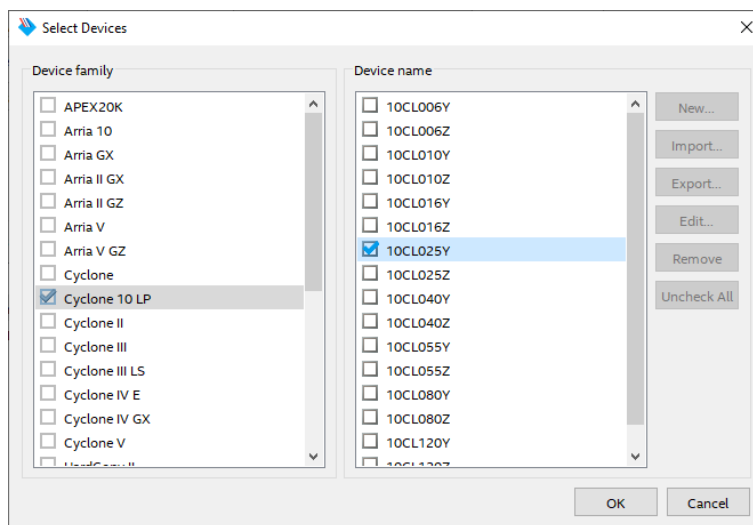 Select Devices
Device family
APEX20K
Arria 10
Arria GX
Arria II GX
Arria II GZ
Arria V
Arria V GZ
Cyclone
Cyclone 10 LP
Cyclone II
Cyclone III
Cyclone III LS
Cyclone IV E
Cyclone IV GX
Cyclone V
Device name
10CL006Y
10CL006Z
10CL010Y
10CL010Z
10CL016Y
10CL016Z
10CL025Y
10CL025Z
10CL040Y
10CL040Z
10CL055Y
10CL055Z
10CL080Y
10CL080Z
10CL120Y
New...
Import...
Export...
Edit...
Remove
Uncheck All
OK
Cancel